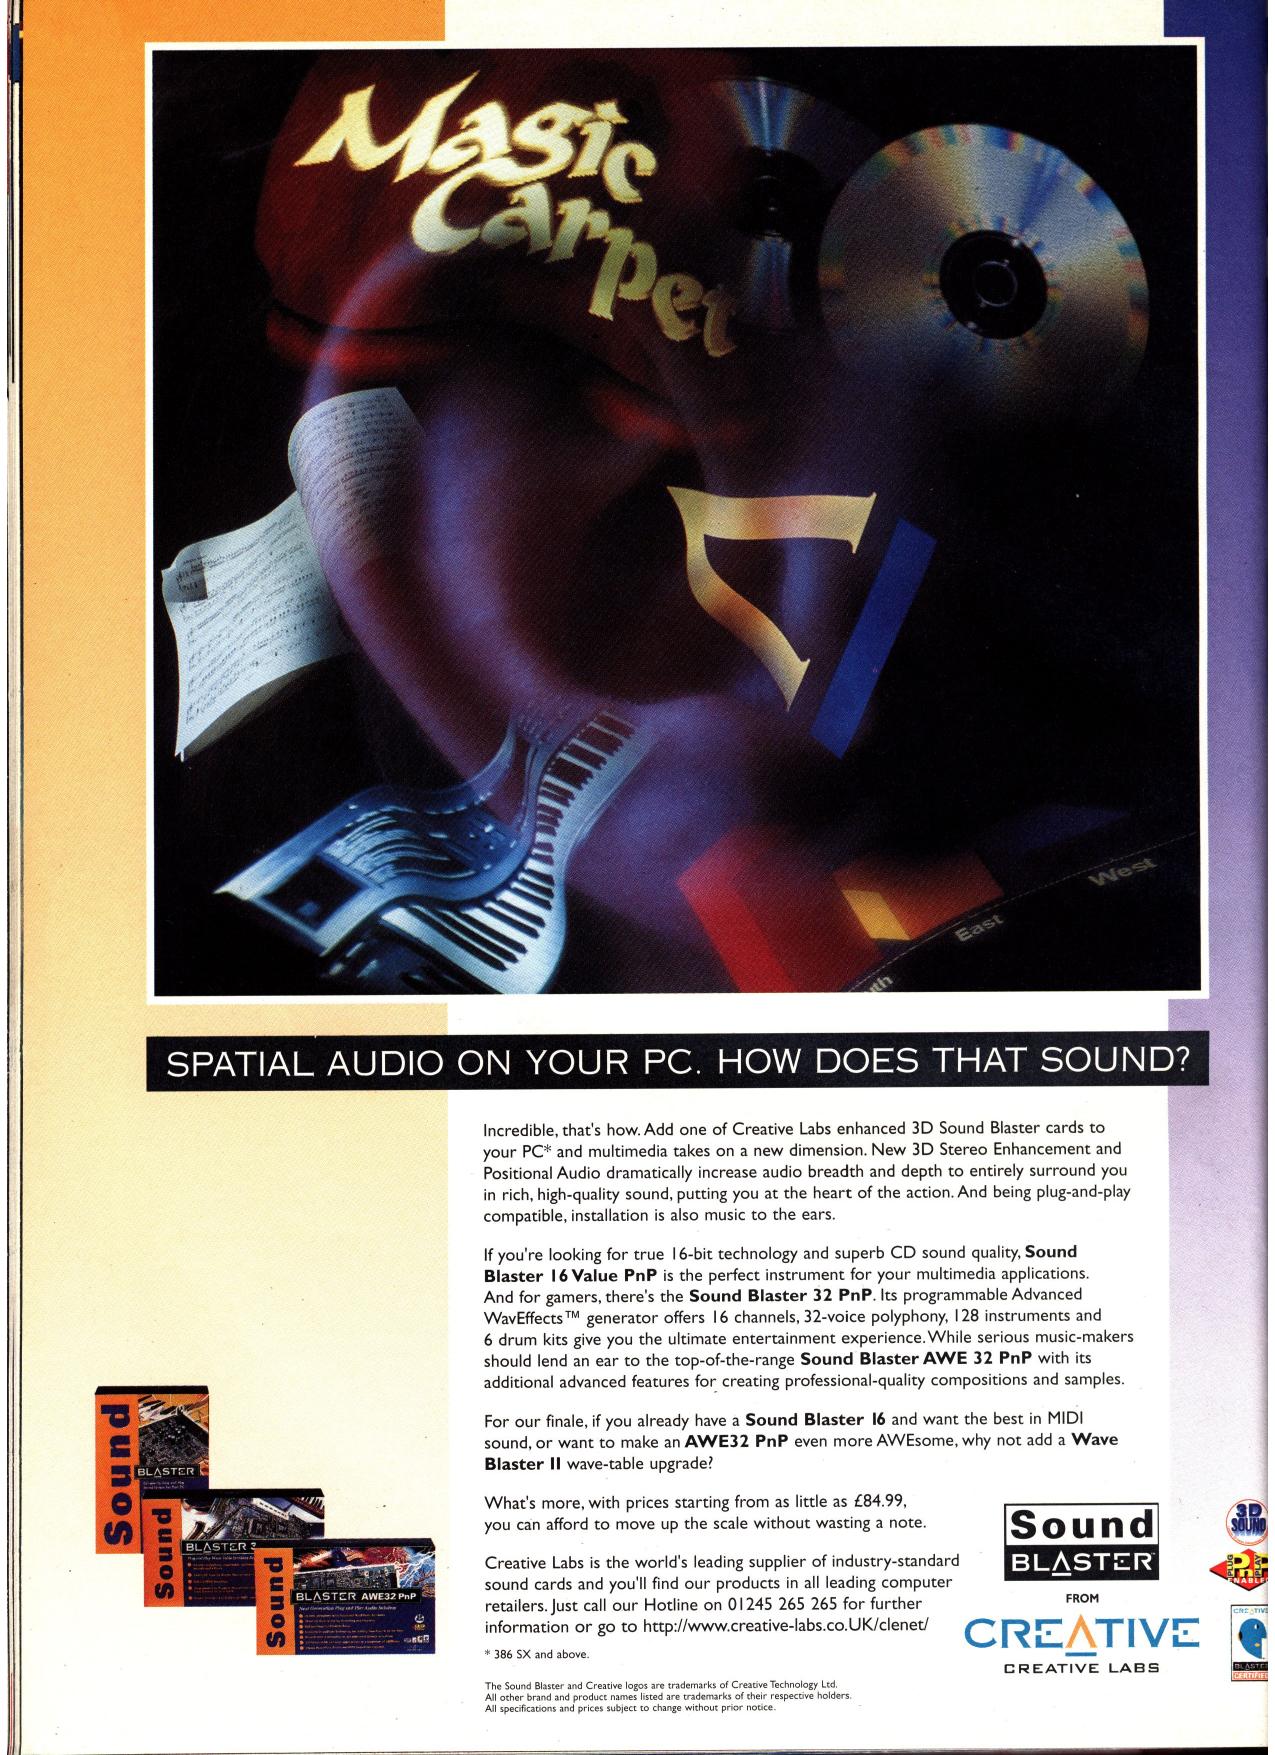 Magic
Carpet
7
West
East
uth
SPATIAL AUDIO ON YOUR PC. HOW DOES THAT SOUND?
Incredible, that's how. Add one of Creative Labs enhanced 3D Sound Blaster cards to
your PC* and multimedia takes on a new dimension. New 3D Stereo Enhancement and
Positional Audio dramatically increase audio breadth and depth to entirely surround you
in rich, high-quality sound, putting you at the heart of the action. And being plug-and-play
compatible, installation is also music to the ears.
If you're looking for true 16-bit technology and superb CD sound quality, Sound
Blaster 16 Value PnP is the perfect instrument for your multimedia applications.
And for gamers, there's the Sound Blaster 32 PnP. Its programmable Advanced
WavEffects™ generator offers 16 channels, 32-voice polyphony, 128 instruments and
6 drum kits give you the ultimate entertainment experience. While serious music-makers
should lend an ear to the top-of-the-range Sound Blaster AWE 32 PnP with its
additional advanced features for creating professional-quality compositions and samples.
For our finale, if you already have a Sound Blaster 16 and want the best in MIDI
sound, or want to make an AWE32 PnP even more AWEsome, why not add a Wave
Blaster II wave-table upgrade?
What's more, with prices starting from as little as £84.99,
you can afford to move up the scale without wasting a note.
Creative Labs is the world's leading supplier of industry-standard
sound cards and you'll find our products in all leading computer
retailers. Just call our Hotline on 01245 265 265 for further
information or go to http://www.creative-labs.co.UK/clenet/
* 386 SX and above.
The Sound Blaster and Creative logos are trademarks of Creative Technology Ltd.
All other brand and product names listed are trademarks of their respective holders.
All specifications and prices subject to change without prior notice.
Sound
BLASTER
Sound
BLASTER 3
Sound
BLASTER AWE32 PnP
Sound
BLASTER
FROM
CREATIVE
CREATIVE LABS
3D
SOUND
PLUG
PnP
PLAY
ENABLED
CREATIVE
BLASTER
CERTIFIED